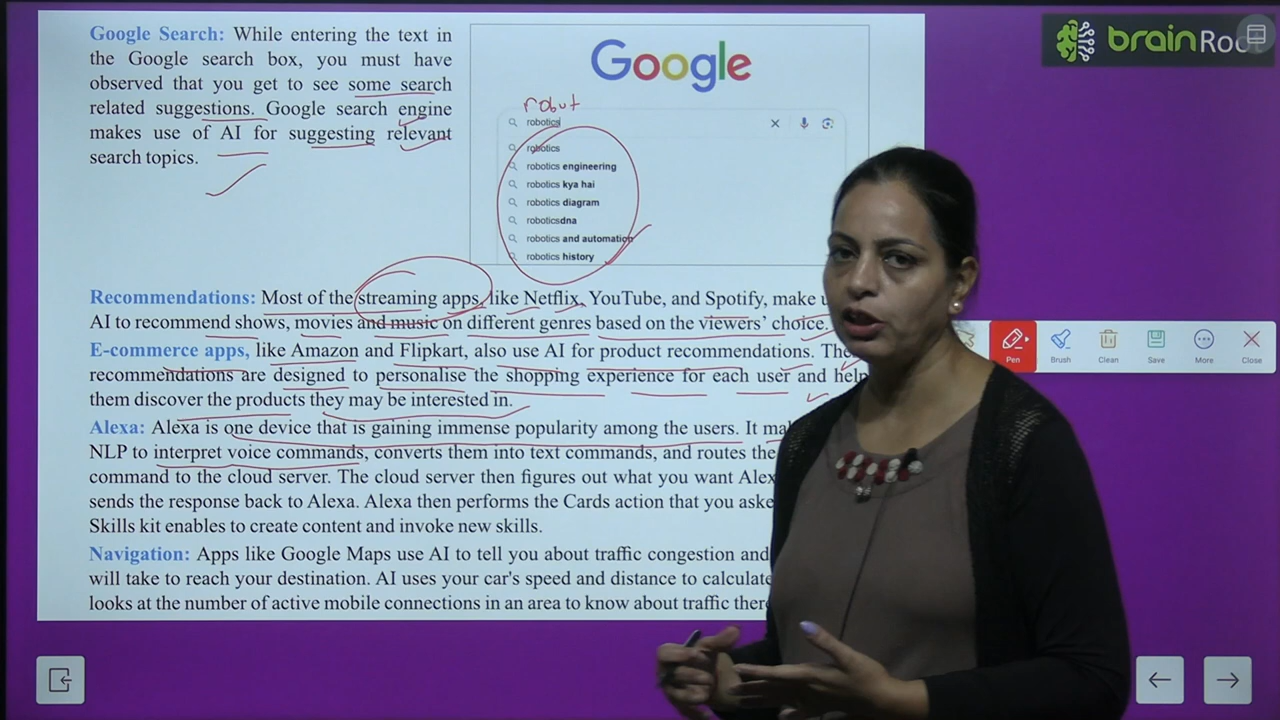 Google Search: While entering the text in
the Google search box, you must have
observed that you get to see some search
related suggestions. Google search engine
makes use of AI for suggesting relevant
search topics.
Google
robot
robotics
robotics
robotics engineering
robotics kya hai
robotics diagram
roboticsdna
robotics and automation
robotics history
brainRoot
Recommendations: Most of the streaming apps, like Netflix, YouTube, and Spotify, make
AI to recommend shows, movies and music on different genres based on the viewers' choice.
E-commerce apps, like Amazon and Flipkart, also use AI for product recommendations. The
recommendations are designed to personalise the shopping experience for each user and help
them discover the products they may be interested in.
Alexa: Alexa is one device that is gaining immense popularity among the users. It
NLP to interpret voice commands, converts them into text commands, and routes the
command to the cloud server. The cloud server then figures out what you want
sends the response back to Alexa. Alexa then performs the Cards action that you
Skills kit enables to create content and invoke new skills.
Navigation: Apps like Google Maps use AI to tell you about traffic congestion and
will take to reach your destination. AI uses your car's speed and distance to calculate
looks at the number of active mobile connections in an area to know about traffic
Pen
Brush
Clean
Save
More
Close